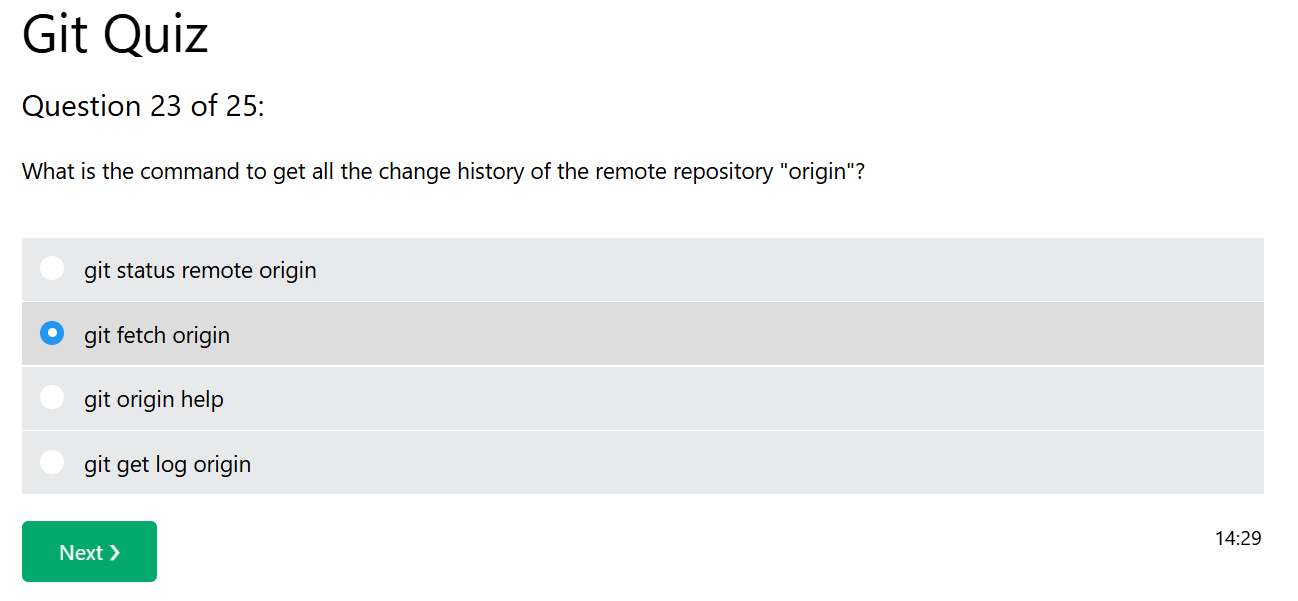 Git Quiz
Question 23 of 25:
What is the command to get all the change history of the remote repository "origin"?
git status remote origin
git fetch origin
git origin help
git get log origin
Next ❯
14:29